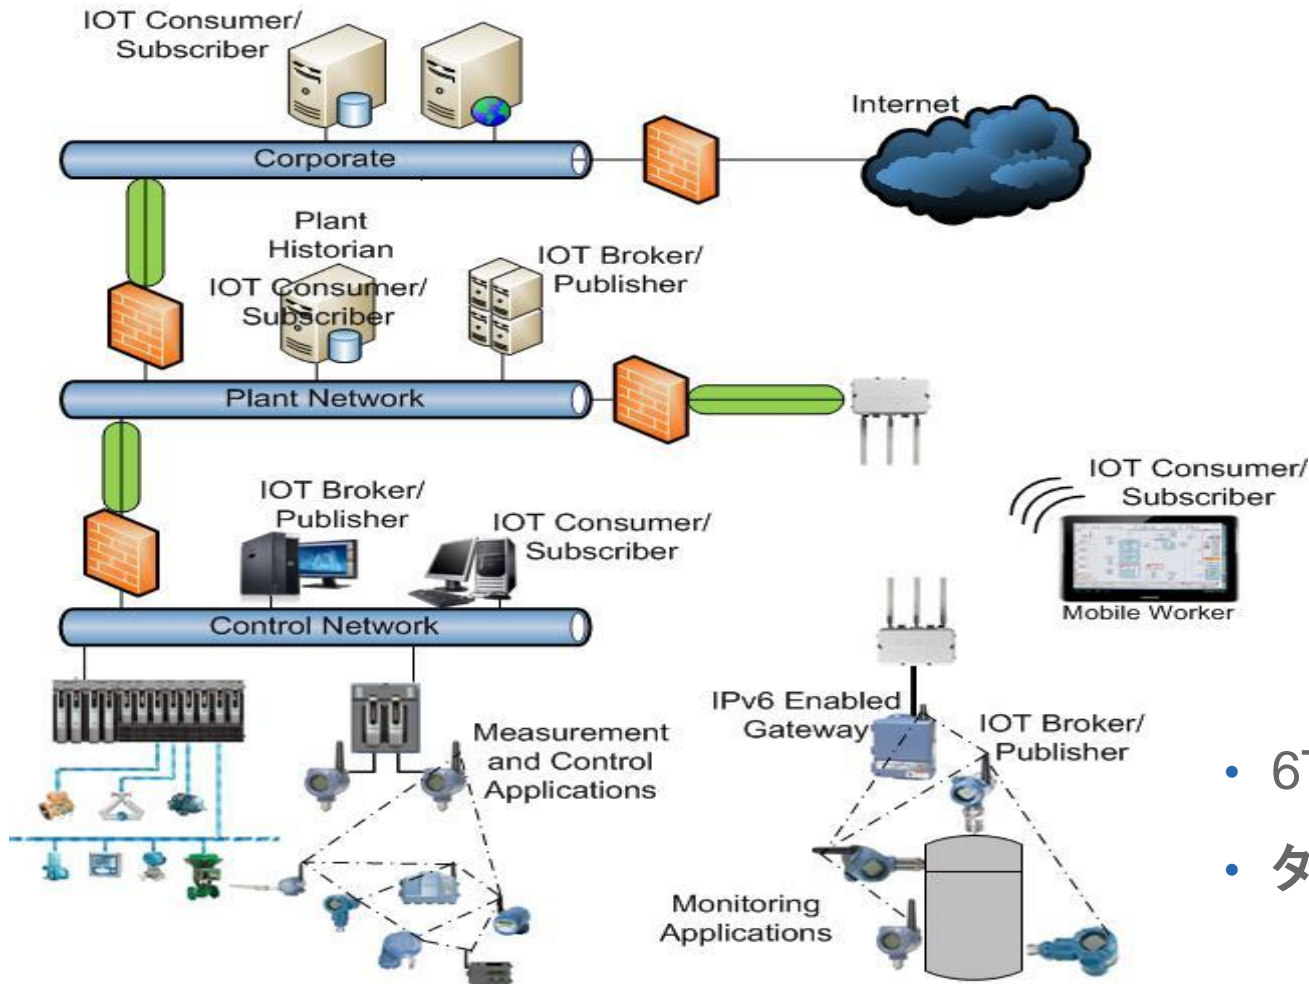 IOT Consumer/
Subscriber
Internet
Corporate
Plant
Historian
IOT Consumer/
Subscriber
IOT Broker/
Publisher
Plant Network
IOT Broker/
Publisher
IOT Consumer/
Subscriber
IOT Consumer/
Subscriber
Mobile Worker
Control Network
IPv6 Enabled
Gateway
IOT Broker/
Publisher
Measurement
and Control
Applications
Monitoring
Applications
• 6
•